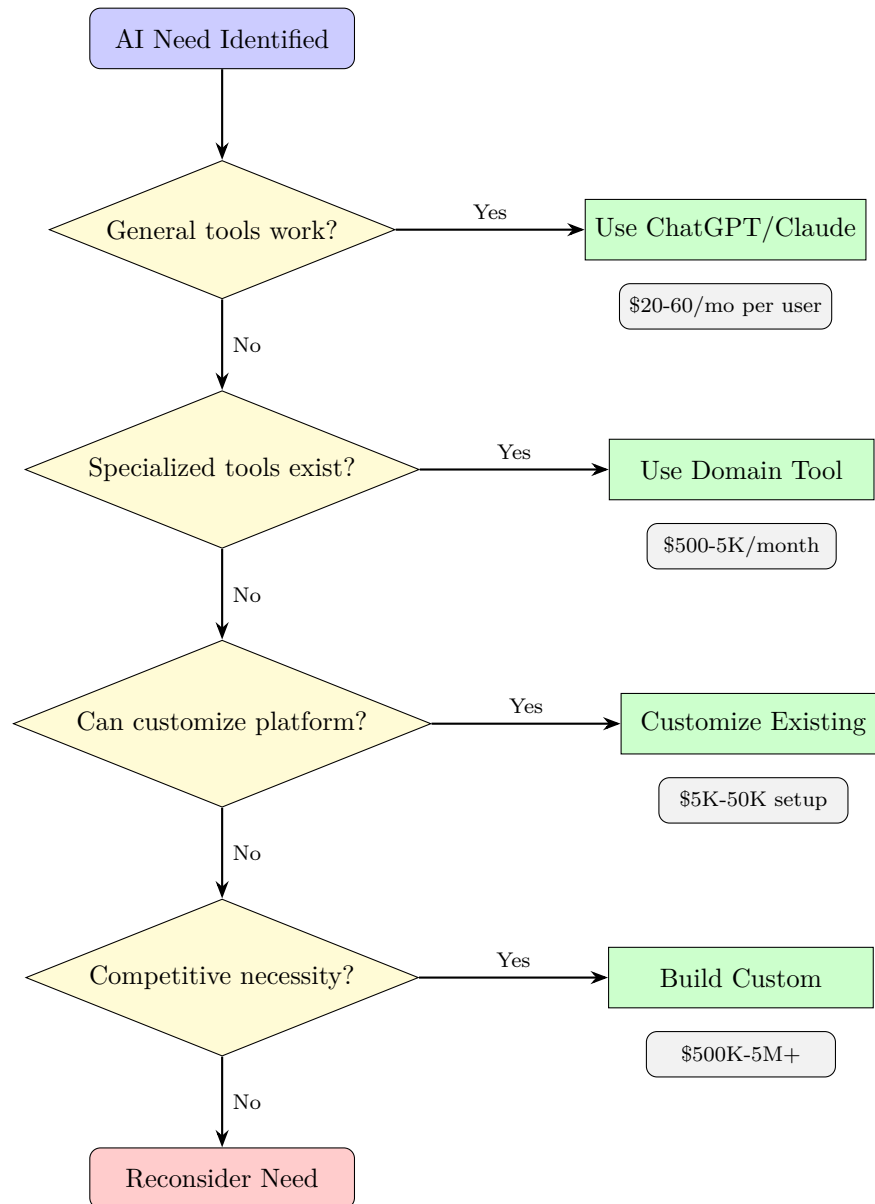 AI Need Identified
General tools work?
Yes
Use ChatGPT/Claude
$20-60/mo per user
No
Specialized tools exist?
Yes
Use Domain Tool
$500-5K/month
No
Can customize platform?
Yes
Customize Existing
$5K-50K setup
No
Competitive necessity?
Yes
Build Custom
$500K-5M+
No
Reconsider Need